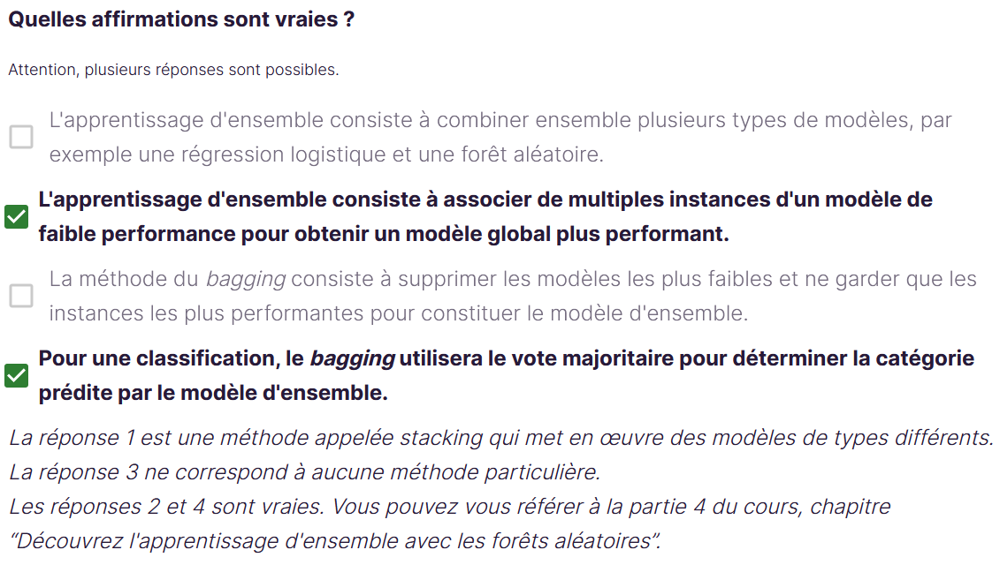 Quelles affirmations sont vraies ?
Attention, plusieurs réponses sont possibles.
L'apprentissage d'ensemble consiste à combiner ensemble plusieurs types de modèles, par
exemple une régression logistique et une forêt aléatoire.
L'apprentissage d'ensemble consiste à associer de multiples instances d'un modèle de
faible performance pour obtenir un modèle global plus performant.
La méthode du bagging consiste à supprimer les modèles les plus faibles et ne garder que les
instances les plus performantes pour constituer le modèle d'ensemble.
Pour une classification, le bagging utilisera le vote majoritaire pour déterminer la catégorie
prédite par le modèle d'ensemble.
La réponse 1 est une méthode appelée stacking qui met en œuvre des modèles de types différents.
La réponse 3 ne correspond à aucune méthode particulière.
Les réponses 2 et 4 sont vraies. Vous pouvez vous référer à la partie 4 du cours, chapitre
“Découvrez l'apprentissage d'ensemble avec les forêts aléatoires”.